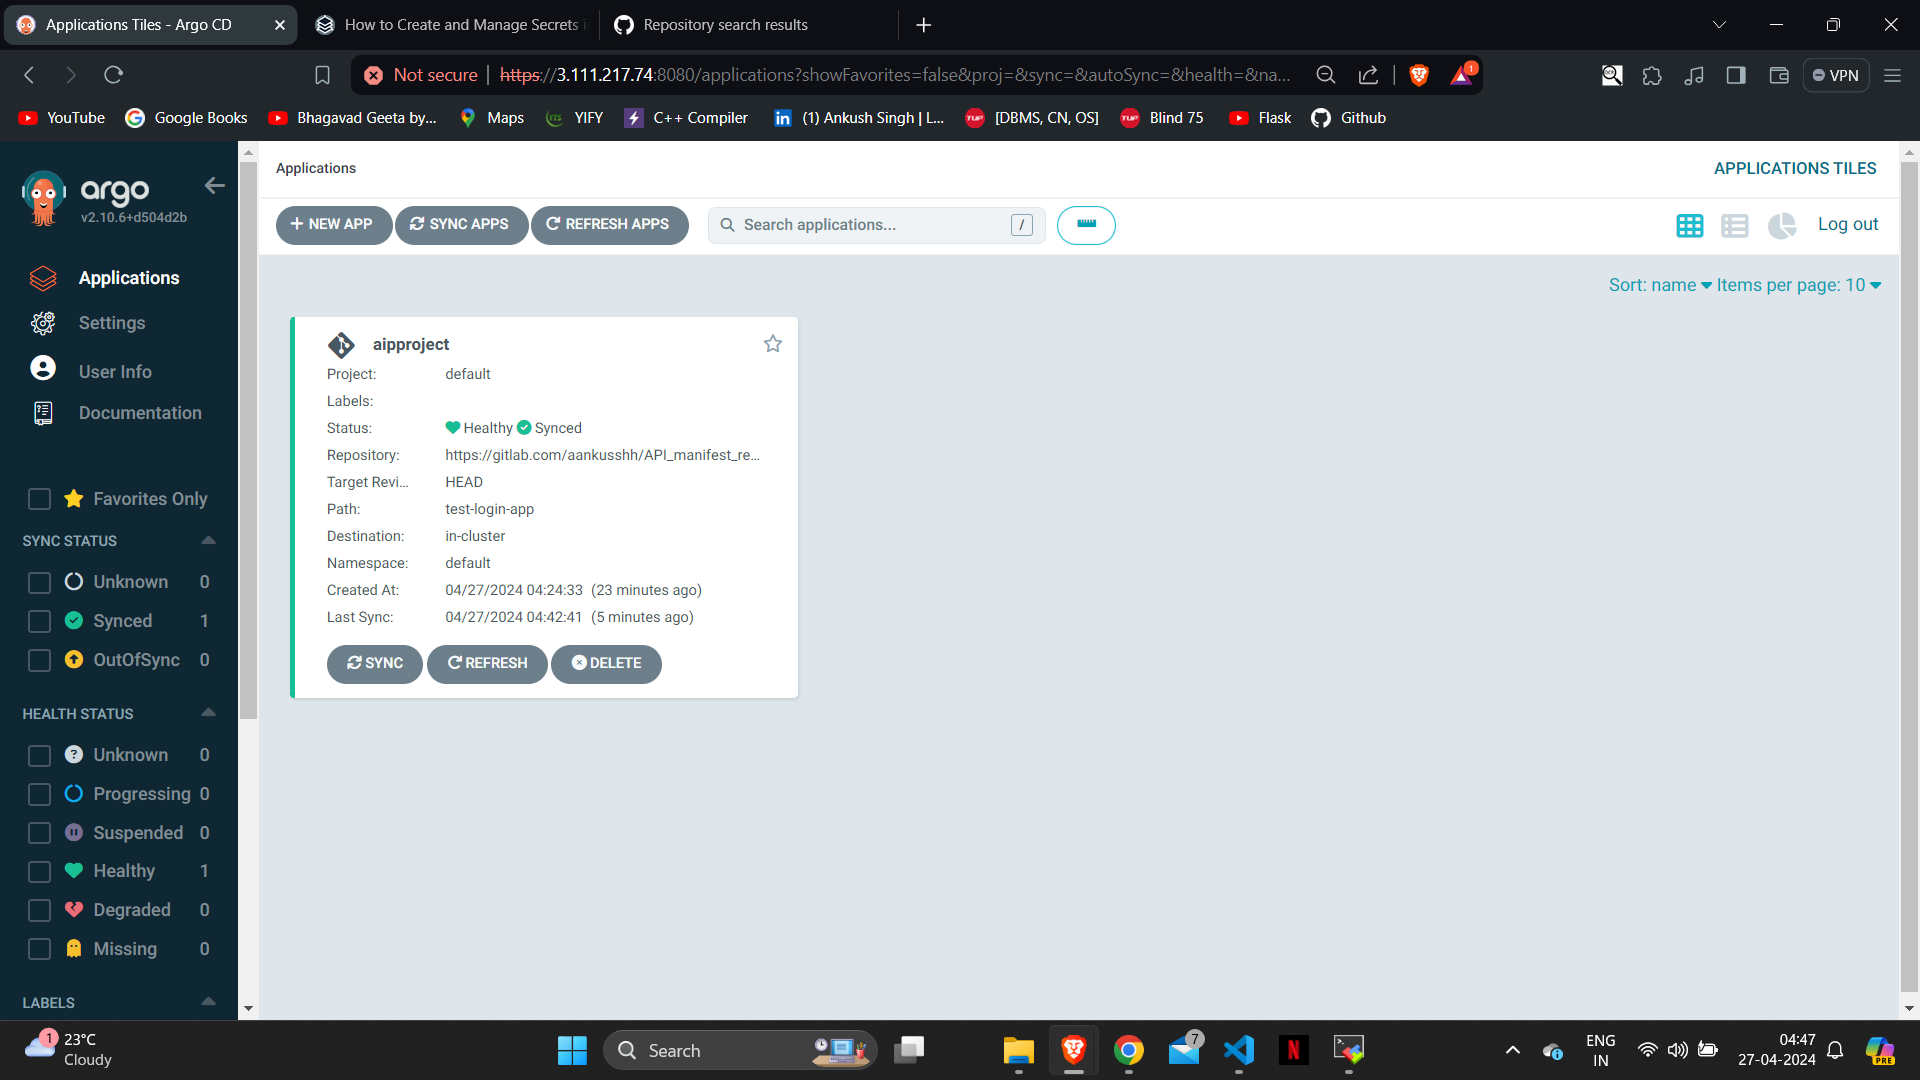 Applications Tiles - Argo CD
How to Create and Manage Secrets i
Repository search results
Not secure
https://3.111.217.74:8080/applications?showFavorites=false&proj=&sync=&autoSync=&health=&na...
1
VPN
YouTube
Google Books
Bhagavad Geeta by...
Maps
YIFY
C++ Compiler
(1) Ankush Singh | L...
TUF
[DBMS, CN, OS]
TUF
Blind 75
Flask
Github
argo
v2.10.6+d504d2b
Applications
Settings
User Info
Documentation
Favorites Only
SYNC STATUS
Unknown 0
Synced 1
OutOfSync 0
HEALTH STATUS
Unknown 0
Progressing 0
Suspended 0
Healthy 1
Degraded 0
Missing 0
LABELS
Applications
APPLICATIONS TILES
+ NEW APP
SYNC APPS
REFRESH APPS
Search applications...
/
Log out
Sort: name
Items per page: 10
aipproject
Project: default
Labels:
Status: Healthy Synced
Repository: https://gitlab.com/aankusshh/API_manifest_re...
Target Revi... HEAD
Path: test-login-app
Destination: in-cluster
Namespace: default
Created At: 04/27/2024 04:24:33 (23 minutes ago)
Last Sync: 04/27/2024 04:42:41 (5 minutes ago)
SYNC
REFRESH
DELETE
1
23°C
Cloudy
Search
7
N
ENG
IN
04:47
27-04-2024
PRE